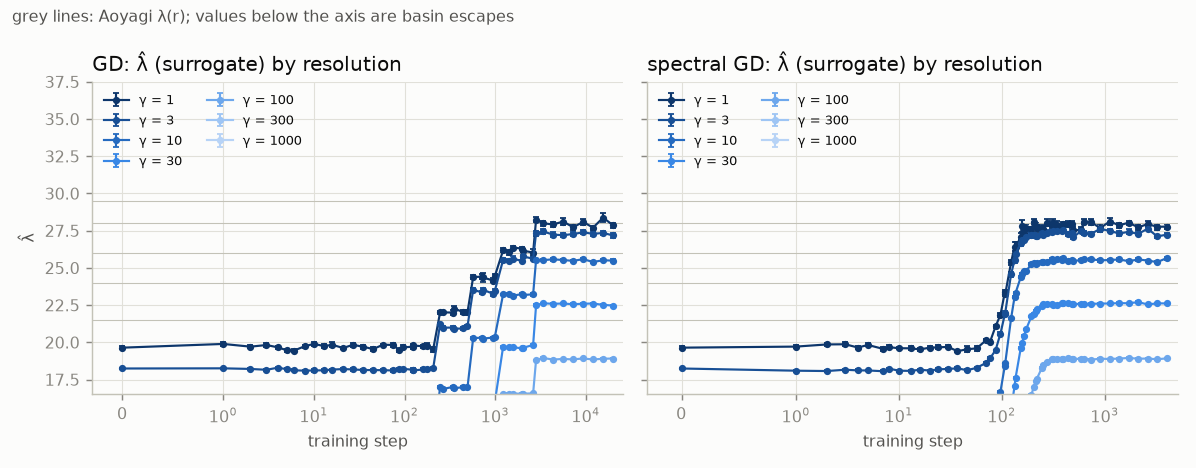 grey lines: Aoyagi λ(r); values below the axis are basin escapes
GD: λ̂ (surrogate) by resolution
spectral GD: λ̂ (surrogate) by resolution
37.5
35.0
32.5
30.0
27.5
25.0
22.5
20.0
17.5
λ̂
γ = 1
γ = 3
γ = 10
γ = 30
γ = 100
γ = 300
γ = 1000
γ = 1
γ = 3
γ = 10
γ = 30
γ = 100
γ = 300
γ = 1000
0 10⁰ 10¹ 10² 10³ 10⁴
0 10⁰ 10¹ 10² 10³
training step
training step